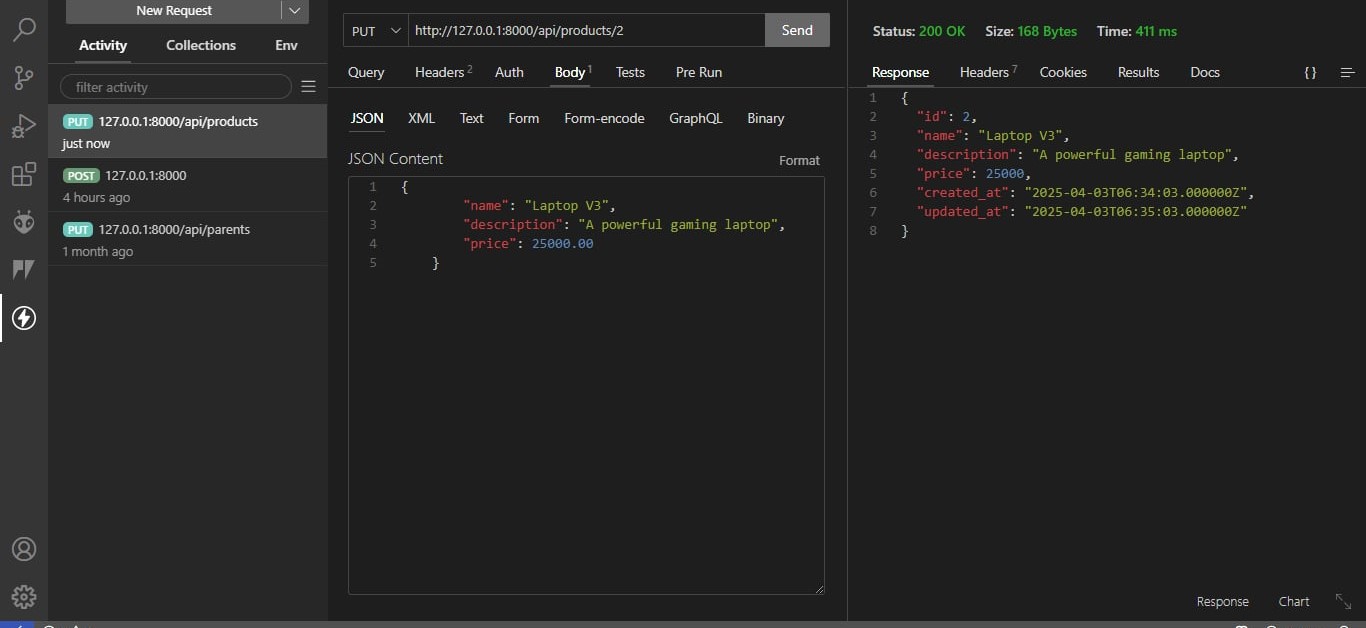 New Request
Activity Collections Env
filter activity
PUT 127.0.0.1:8000/api/products
just now
POST 127.0.0.1:8000
4 hours ago
PUT 127.0.0.1:8000/api/parents
1 month ago
PUT http://127.0.0.1:8000/api/products/2 Send
Query Headers 2 Auth Body 1 Tests Pre Run
JSON XML Text Form Form-encode GraphQL Binary
JSON Content Format
1 {
2 "name": "Laptop V3",
3 "description": "A powerful gaming laptop",
4 "price": 25000.00
5 }
Status: 200 OK Size: 168 Bytes Time: 411 ms
Response Headers 7 Cookies Results Docs { }
1 {
2 "id": 2,
3 "name": "Laptop V3",
4 "description": "A powerful gaming laptop",
5 "price": 25000,
6 "created_at": "2025-04-03T06:34:03.000000Z",
7 "updated_at": "2025-04-03T06:35:03.000000Z"
8 }
Response Chart